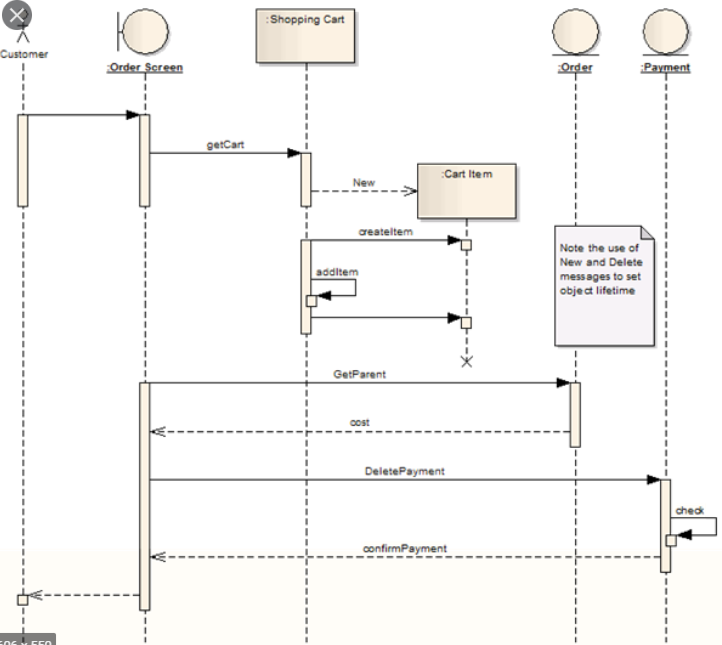 :Shopping Cart
Customer
:Order Screen
:Order
:Payment
getCart
New
:Cart Item
createItem
addItem
Note the use of
New and Delete
messages to set
object lifetime
GetParent
cost
DeletePayment
check
confirmPayment